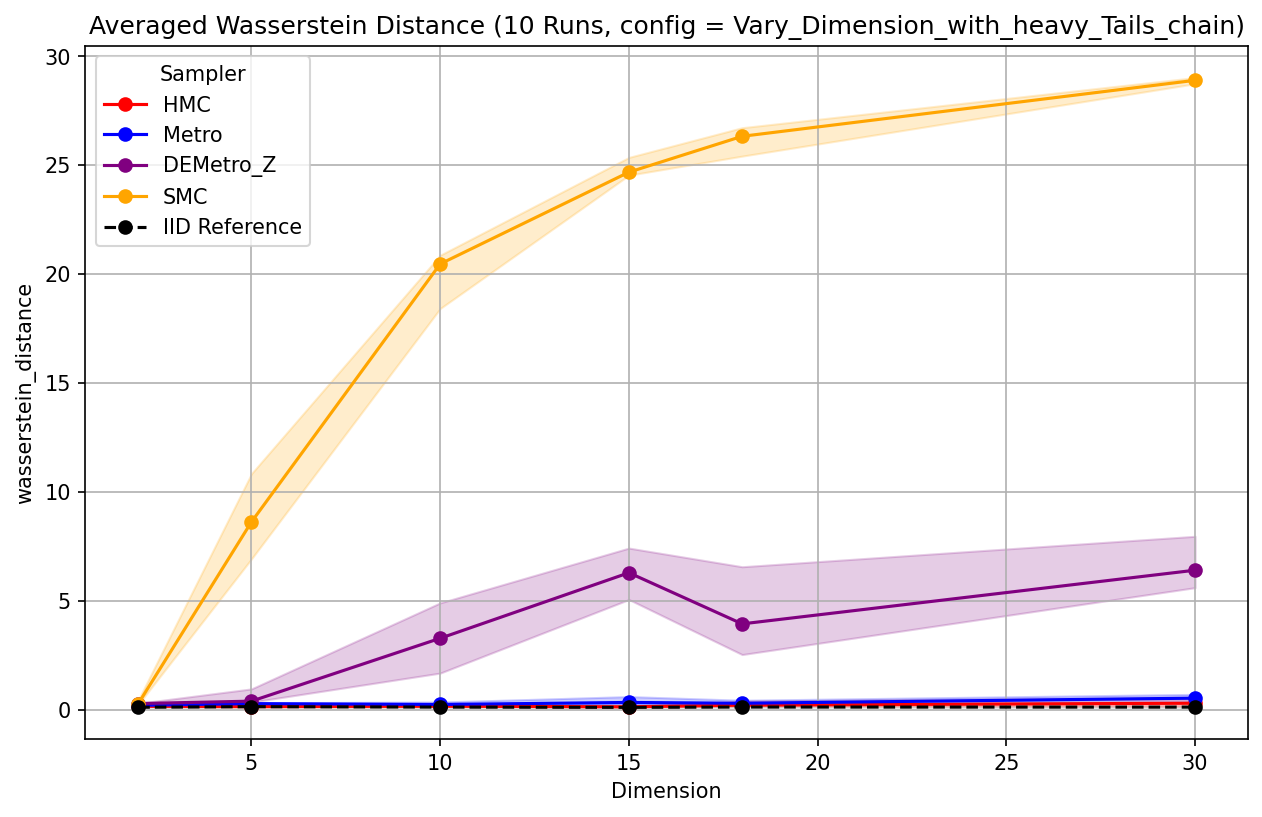 Averaged Wasserstein Distance (10 Runs, config = Vary_Dimension_with_heavy_Tails_chain)
Sampler
HMC
Metro
DEMetro_Z
SMC
IID Reference
wasserstein_distance
30
25
20
15
10
5
0
5
10
15
20
25
30
Dimension